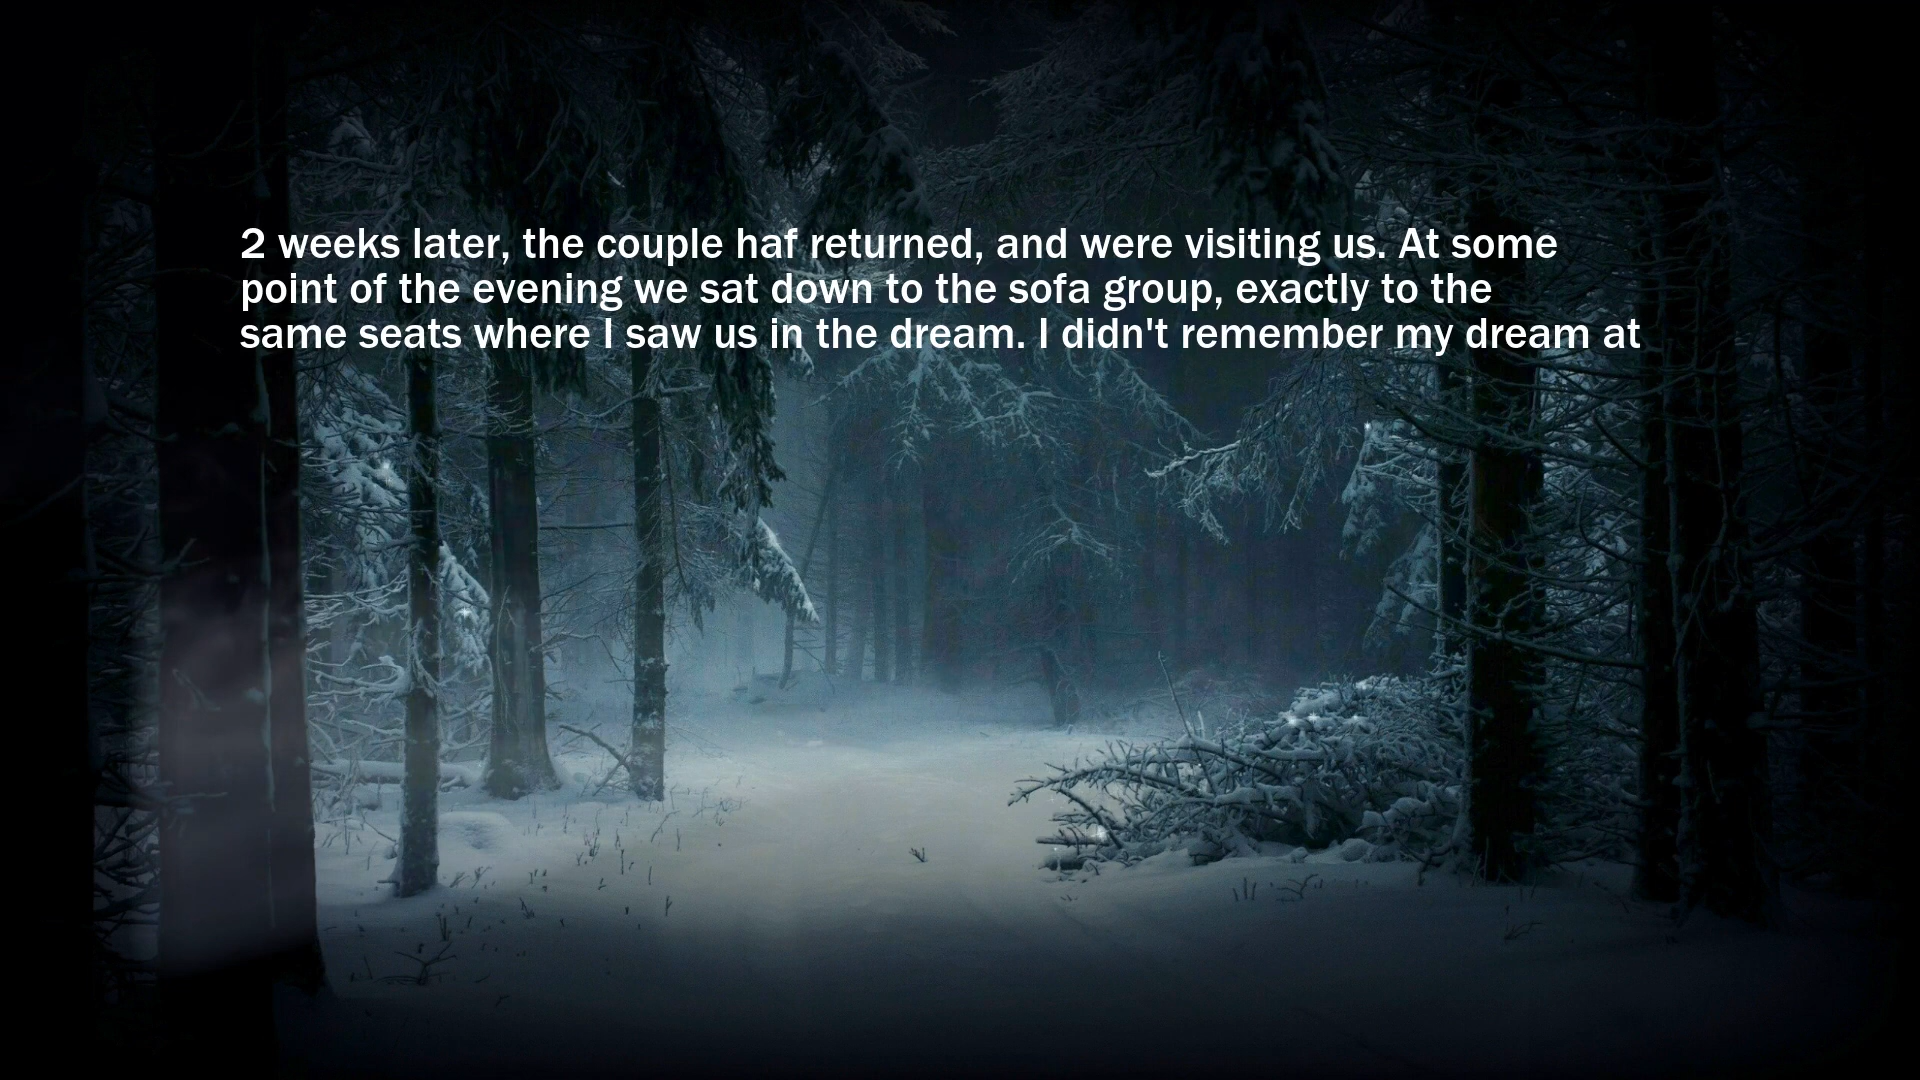 2 weeks later, the couple haf returned, and were visiting us. At some
point of the evening we sat down to the sofa group, exactly to the
same seats where I saw us in the dream. I didn't remember my dream at